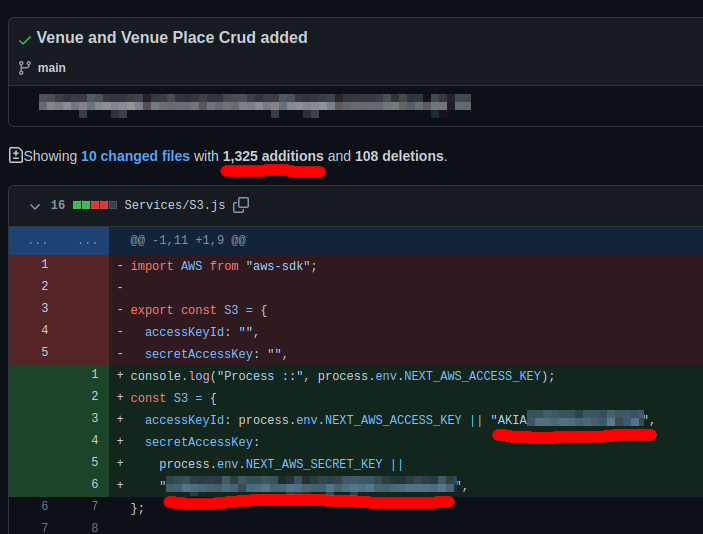 Venue and Venue Place Crud added
main
Showing 10 changed files with 1,325 additions and 108 deletions.
16 Services/S3.js
... ... @@ -1,11 +1,9 @@
1 - import AWS from "aws-sdk";
2 -
3 - export const S3 = {
4 - accessKeyId: "",
5 - secretAccessKey: "",
1 + console.log("Process ::", process.env.NEXT_AWS_ACCESS_KEY);
2 + const S3 = {
3 + accessKeyId: process.env.NEXT_AWS_ACCESS_KEY || "AKIA",
4 + secretAccessKey:
5 + process.env.NEXT_AWS_SECRET_KEY ||
6 + "",
6 7 };
7 8